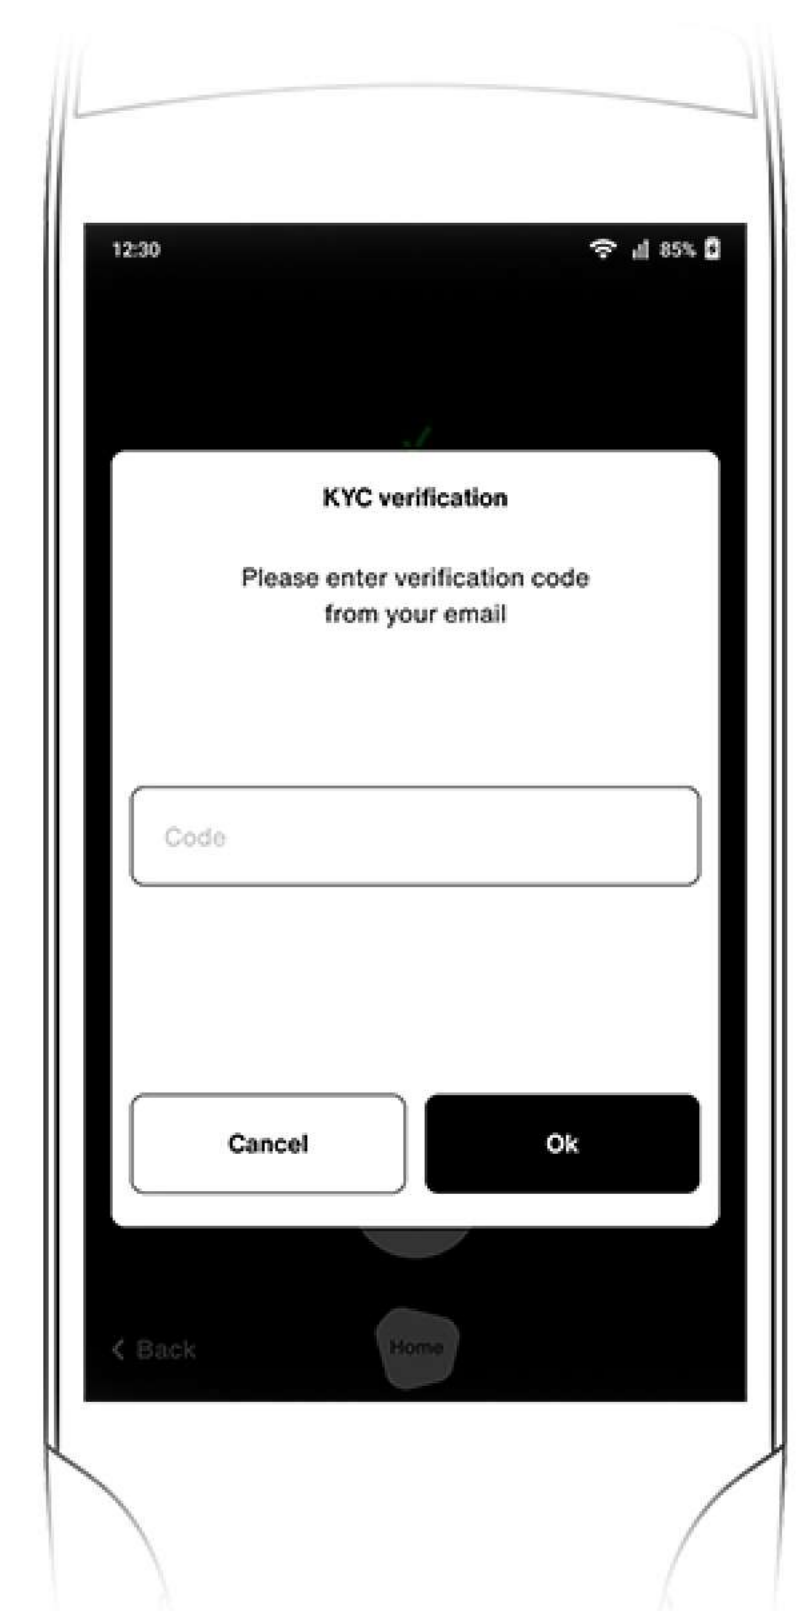 12:30 85%
KYC verification
Please enter verification code
from your email
Code
Cancel Ok
Back Home